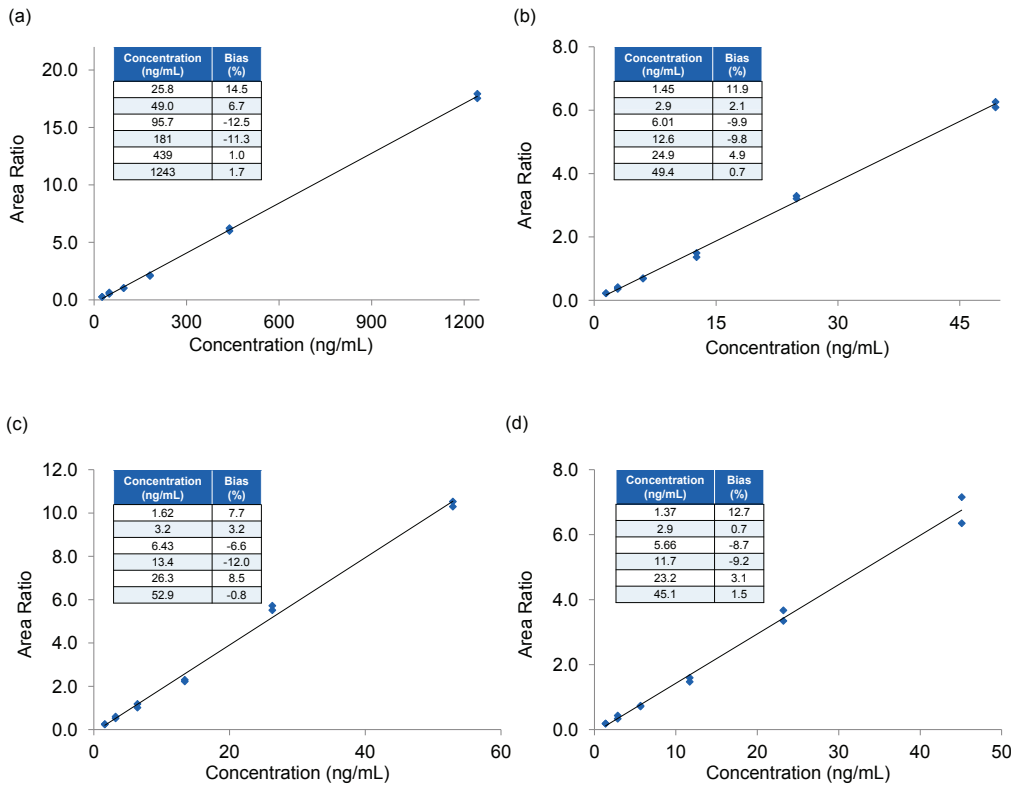 (a)
Concentration (ng/mL) Bias (%)
25.8 14.5
49.0 6.7
95.7 -12.5
181 -11.3
439 1.0
1243 1.7
20.0
15.0
10.0
5.0
0.0
Area Ratio
0 300 600 900 1200
Concentration (ng/mL)
(b)
Concentration (ng/mL) Bias (%)
1.45 11.9
2.9 2.1
6.01 -9.9
12.6 -9.8
24.9 4.9
49.4 0.7
8.0
6.0
4.0
2.0
0.0
Area Ratio
0 15 30 45
Concentration (ng/mL)
(c)
Concentration (ng/mL) Bias (%)
1.62 7.7
3.2 3.2
6.43 -6.6
13.4 -12.0
26.3 8.5
52.9 -0.8
12.0
10.0
8.0
6.0
4.0
2.0
0.0
Area Ratio
0 20 40 60
Concentration (ng/mL)
(d)
Concentration (ng/mL) Bias (%)
1.37 12.7
2.9 0.7
5.66 -8.7
11.7 -9.2
23.2 3.1
45.1 1.5
8.0
6.0
4.0
2.0
0.0
Area Ratio
0 10 20 30 40 50
Concentration (ng/mL)